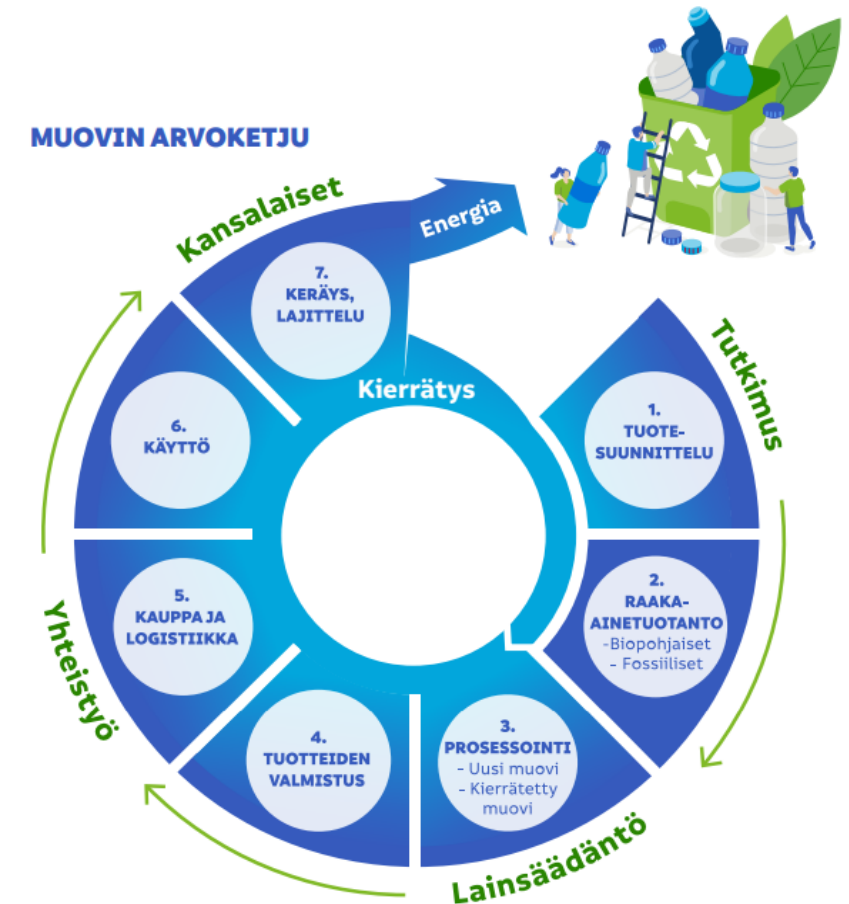 MUOVIN ARVOKETJU
Kansalaiset
Energia
7.
KERÄYS,
LAJITTELU
Kierrätys
Tutkimus
1.
TUOTE-
SUUNNITTELU
6.
KÄYTTÖ
2.
RAAKA-
AINETUOTANTO
-Biopohjaiset
- Fossiiliset
5.
KAUPPA JA
LOGISTIIKKA
Yhteistyö
3.
PROSESSOINTI
- Uusi muovi
- Kierrätetty
muovi
4.
TUOTTEIDEN
VALMISTUS
Lainsäädäntö